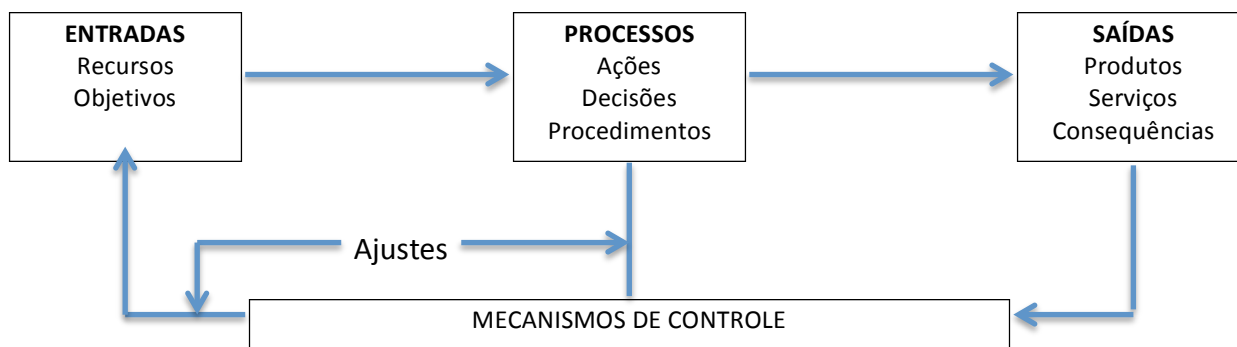 ENTRADAS
Recursos
Objetivos
PROCESSOS
Ações
Decisões
Procedimentos
SAÍDAS
Produtos
Serviços
Consequências
Ajustes
MECANISMOS DE CONTROLE